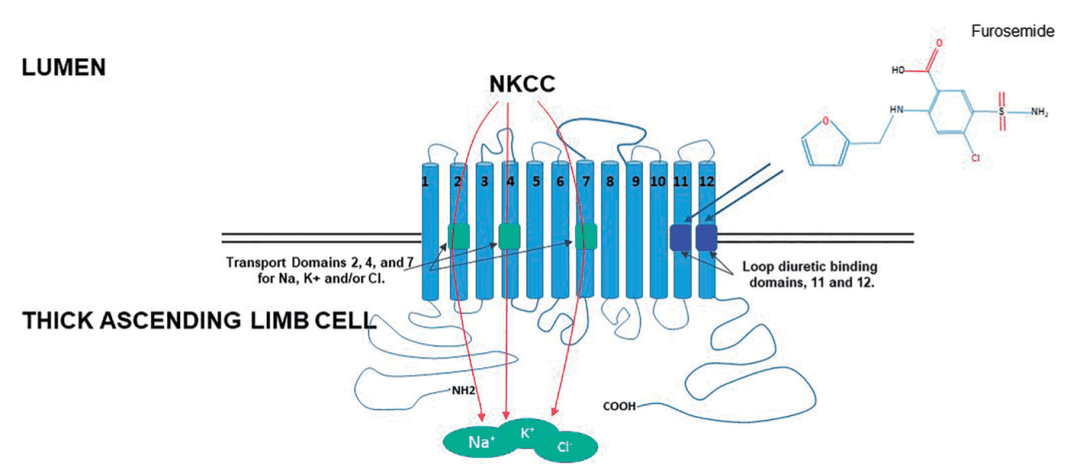 Furosemide
LUMEN
NKCC
O
HO
HN
O
S
NH₂
Cl
1 2 3 4 5 6 7 8 9 10 11 12
Transport Domains 2, 4, and 7
for Na, K+ and/or Cl.
Loop diuretic binding
domains, 11 and 12.
THICK ASCENDING LIMB CELL
NH2
COOH
Na⁺
K⁺
Cl⁻